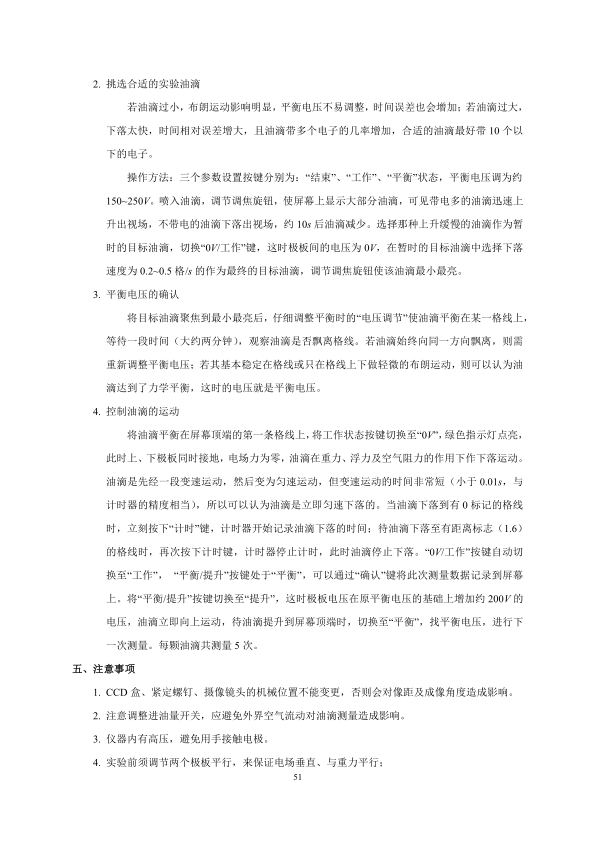 2. 挑选合适的实验油滴
若油滴过小，布朗运动影响明显，平衡电压不易调整，时间误差也会增加；若油滴过大，
下落太快，时间相对误差增大，且油滴带多个电子的几率增加，合适的油滴最好带 10 个以
下的电子。
操作方法：三个参数设置按键分别为：“结束”、“工作”、“平衡”状态，平衡电压调为约
150~250V。喷入油滴，调节调焦旋钮，使屏幕上显示大部分油滴，可见带电多的油滴迅速上
升出视场，不带电的油滴下落出视场，约 10s 后油滴减少。选择那种上升缓慢的油滴作为暂
时的目标油滴，切换“0V/工作”键，这时极板间的电压为 0V，在暂时的目标油滴中选择下落
速度为 0.2~0.5 格/s 的作为最终的目标油滴，调节调焦旋钮使该油滴最小最亮。
3. 平衡电压的确认
将目标油滴聚焦到最小最亮后，仔细调整平衡时的“电压调节”使油滴平衡在某一格线上，
等待一段时间（大约两分钟），观察油滴是否飘离格线。若油滴始终向同一方向飘离，则需
重新调整平衡电压；若其基本稳定在格线或只在格线上下做轻微的布朗运动，则可以认为油
滴达到了力学平衡，这时的电压就是平衡电压。
4. 控制油滴的运动
将油滴平衡在屏幕顶端的第一条格线上，将工作状态按键切换至“0V”，绿色指示灯点亮，
此时上、下极板同时接地，电场力为零，油滴在重力、浮力及空气阻力的作用下作下落运动。
油滴是先经一段变速运动，然后变为匀速运动，但变速运动的时间非常短（小于 0.01s，与
计时器的精度相当），所以可以认为油滴是立即匀速下落的。当油滴下落到有 0 标记的格线
时，立刻按下“计时”键，计时器开始记录油滴下落的时间；待油滴下落至有距离标志（1.6）
的格线时，再次按下计时键，计时器停止计时，此时油滴停止下落。“0V/工作”按键自动切
换至“工作”， “平衡/提升”按键处于“平衡”，可以通过“确认”键将此次测量数据记录到屏幕
上。将“平衡/提升”按键切换至“提升”，这时极板电压在原平衡电压的基础上增加约 200V 的
电压，油滴立即向上运动，待油滴提升到屏幕顶端时，切换至“平衡”，找平衡电压，进行下
一次测量。每颗油滴共测量 5 次。
五、注意事项
1. CCD 盒、紧定螺钉、摄像镜头的机械位置不能变更，否则会对像距及成像角度造成影响。
2. 注意调整进油量开关，应避免外界空气流动对油滴测量造成影响。
3. 仪器内有高压，避免用手接触电极。
4. 实验前须调节两个极板平行，来保证电场垂直、与重力平行；
51